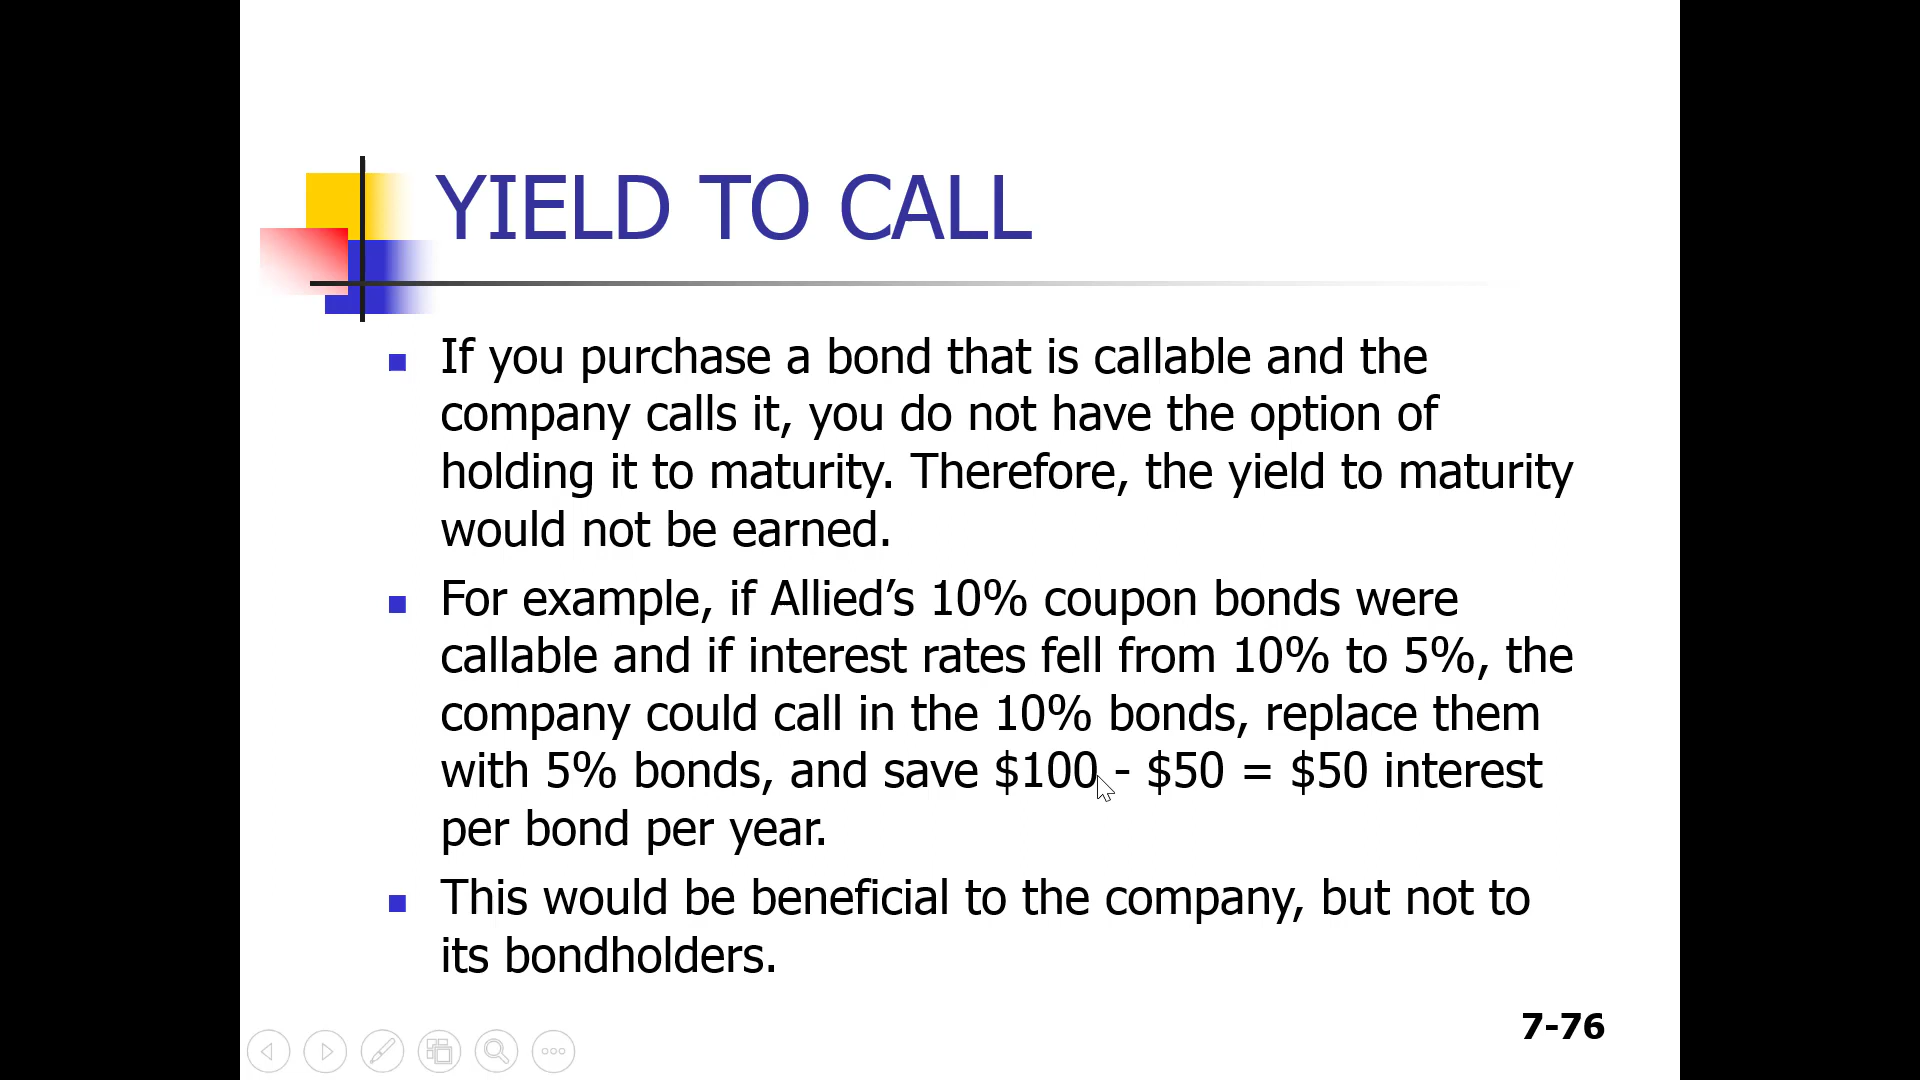 YIELD TO CALL
If you purchase a bond that is callable and the
company calls it, you do not have the option of
holding it to maturity. Therefore, the yield to maturity
would not be earned.
For example, if Allied’s 10% coupon bonds were
callable and if interest rates fell from 10% to 5%, the
company could call in the 10% bonds, replace them
with 5% bonds, and save $100 - $50 = $50 interest
per bond per year.
This would be beneficial to the company, but not to
its bondholders.
7-76